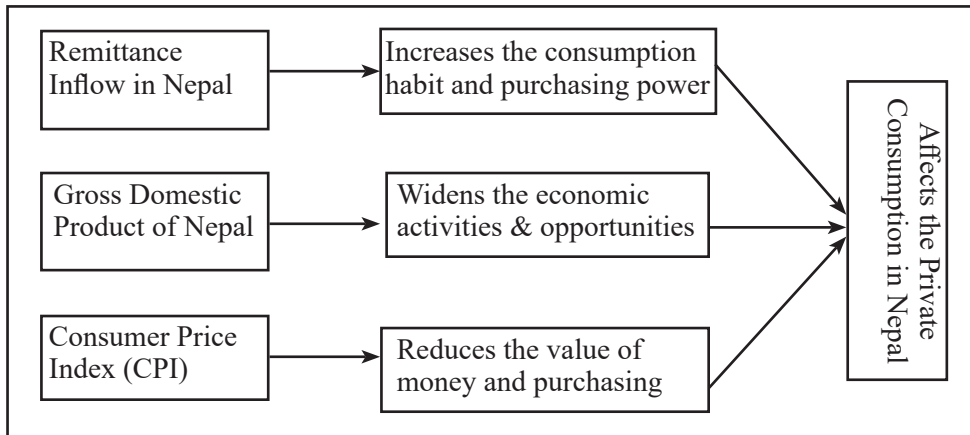 Remittance
Inflow in Nepal
Increases the consumption
habit and purchasing power
Gross Domestic
Product of Nepal
Widens the economic
activities & opportunities
Consumer Price
Index (CPI)
Reduces the value of
money and purchasing
Affects the Private
Consumption in Nepal